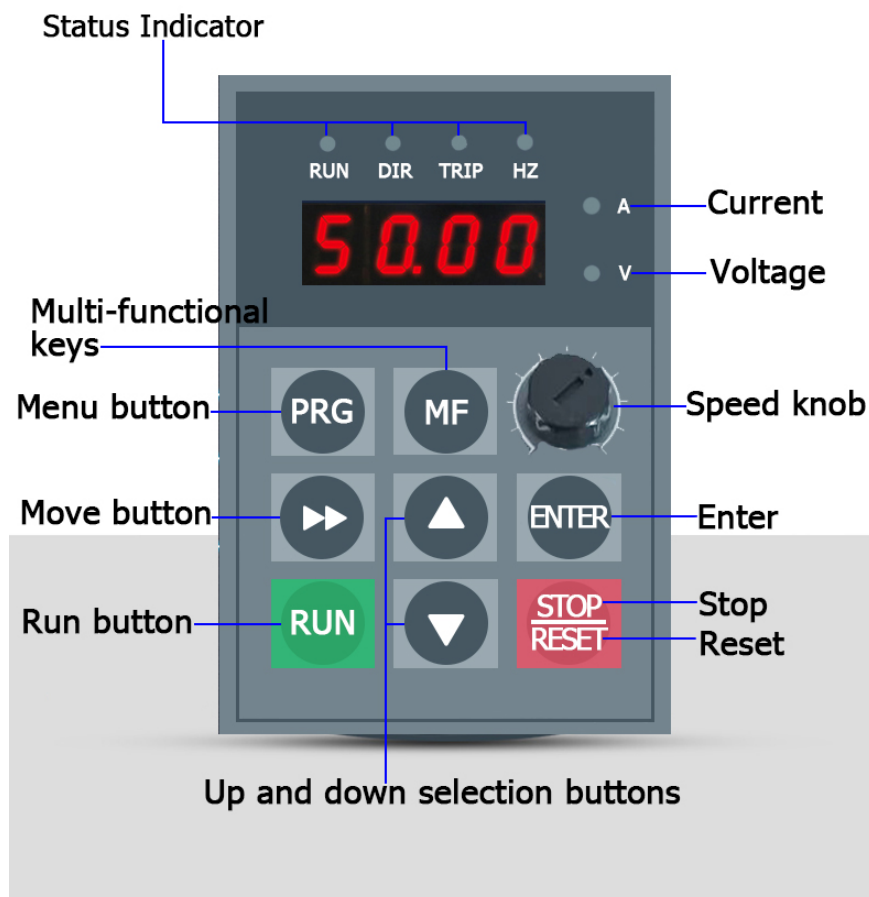 Status Indicator
RUN DIR TRIP HZ
A
Current
50.00
V
Voltage
Multi-functional
keys
Menu button
PRG
MF
Speed knob
Move button
ENTER
Enter
Run button
RUN
STOP
RESET
Stop
Reset
Up and down selection buttons